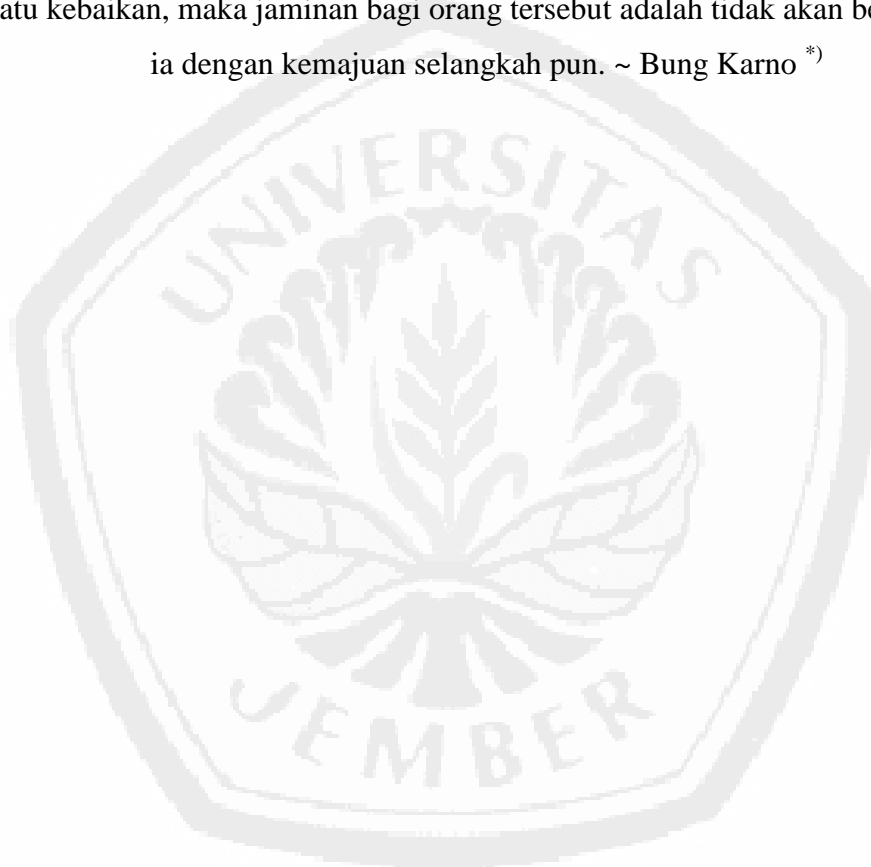 atu kebaikan, maka jaminan bagi orang tersebut adalah tidak akan be
ia dengan kemajuan selangkah pun. ~ Bung Karno *)
UNIVERSITAS
JEMBER